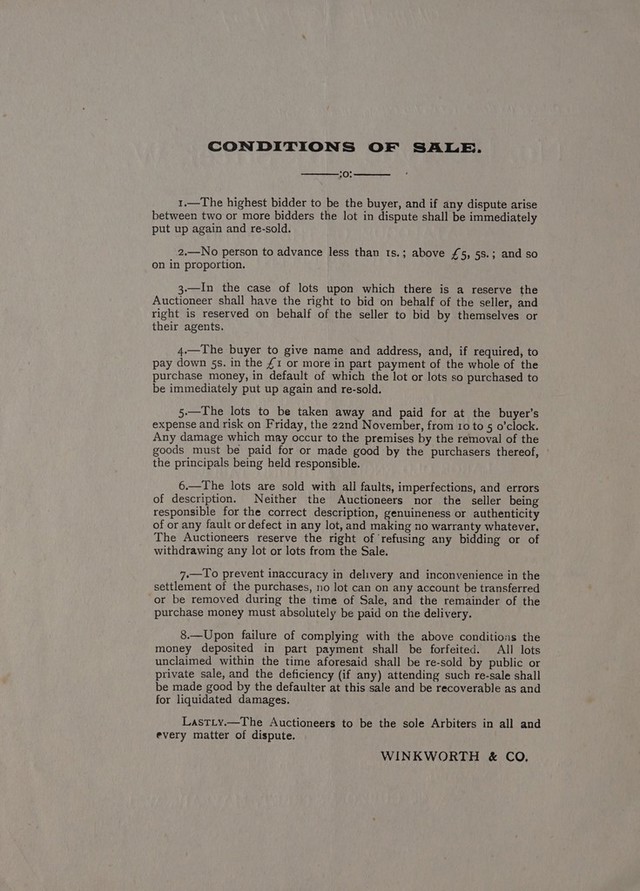 CONDITIONS OF SALE.
:o:
1.—The highest bidder to be the buyer, and if any dispute arise
between two or more bidders the lot in dispute shall be immediately
put up again and re-sold.
2.—No person to advance less than 1s.; above £5, 5s.; and so
on in proportion.
3.—In the case of lots upon which there is a reserve the
Auctioneer shall have the right to bid on behalf of the seller, and
right is reserved on behalf of the seller to bid by themselves or
their agents.
4.—The buyer to give name and address, and, if required, to
pay down 5s. in the £1 or more in part payment of the whole of the
purchase money, in default of which the lot or lots so purchased to
be immediately put up again and re-sold.
5.—The lots to be taken away and paid for at the buyer's
expense and risk on Friday, the 22nd November, from 10 to 5 o'clock.
Any damage which may occur to the premises by the removal of the
goods must be paid for or made good by the purchasers thereof,
the principals being held responsible.
6.—The lots are sold with all faults, imperfections, and errors
of description. Neither the Auctioneers nor the seller being
responsible for the correct description, genuineness or authenticity
of or any fault or defect in any lot, and making no warranty whatever.
The Auctioneers reserve the right of refusing any bidding or of
withdrawing any lot or lots from the Sale.
7.—To prevent inaccuracy in delivery and inconvenience in the
settlement of the purchases, no lot can on any account be transferred
or be removed during the time of Sale, and the remainder of the
purchase money must absolutely be paid on the delivery.
8.—Upon failure of complying with the above conditions the
money deposited in part payment shall be forfeited. All lots
unclaimed within the time aforesaid shall be re-sold by public or
private sale, and the deficiency (if any) attending such re-sale shall
be made good by the defaulter at this sale and be recoverable as and
for liquidated damages.
LASTLY.—The Auctioneers to be the sole Arbiters in all and
every matter of dispute.
WINKWORTH & CO.